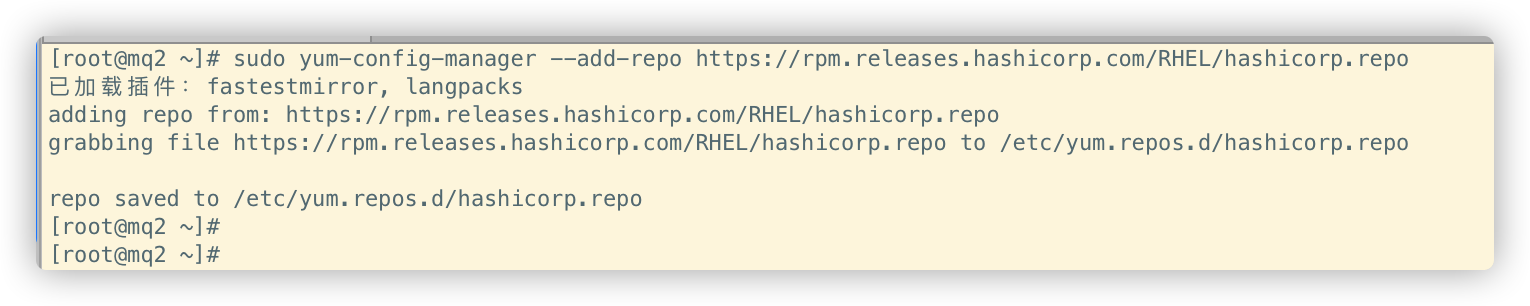 [root@mq2 ~]# sudo yum-config-manager --add-repo https://rpm.releases.hashicorp.com/RHEL/hashicorp.repo
已加载插件：fastestmirror, langpacks
adding repo from: https://rpm.releases.hashicorp.com/RHEL/hashicorp.repo
grabbing file https://rpm.releases.hashicorp.com/RHEL/hashicorp.repo to /etc/yum.repos.d/hashicorp.repo
repo saved to /etc/yum.repos.d/hashicorp.repo
[root@mq2 ~]#
[root@mq2 ~]#